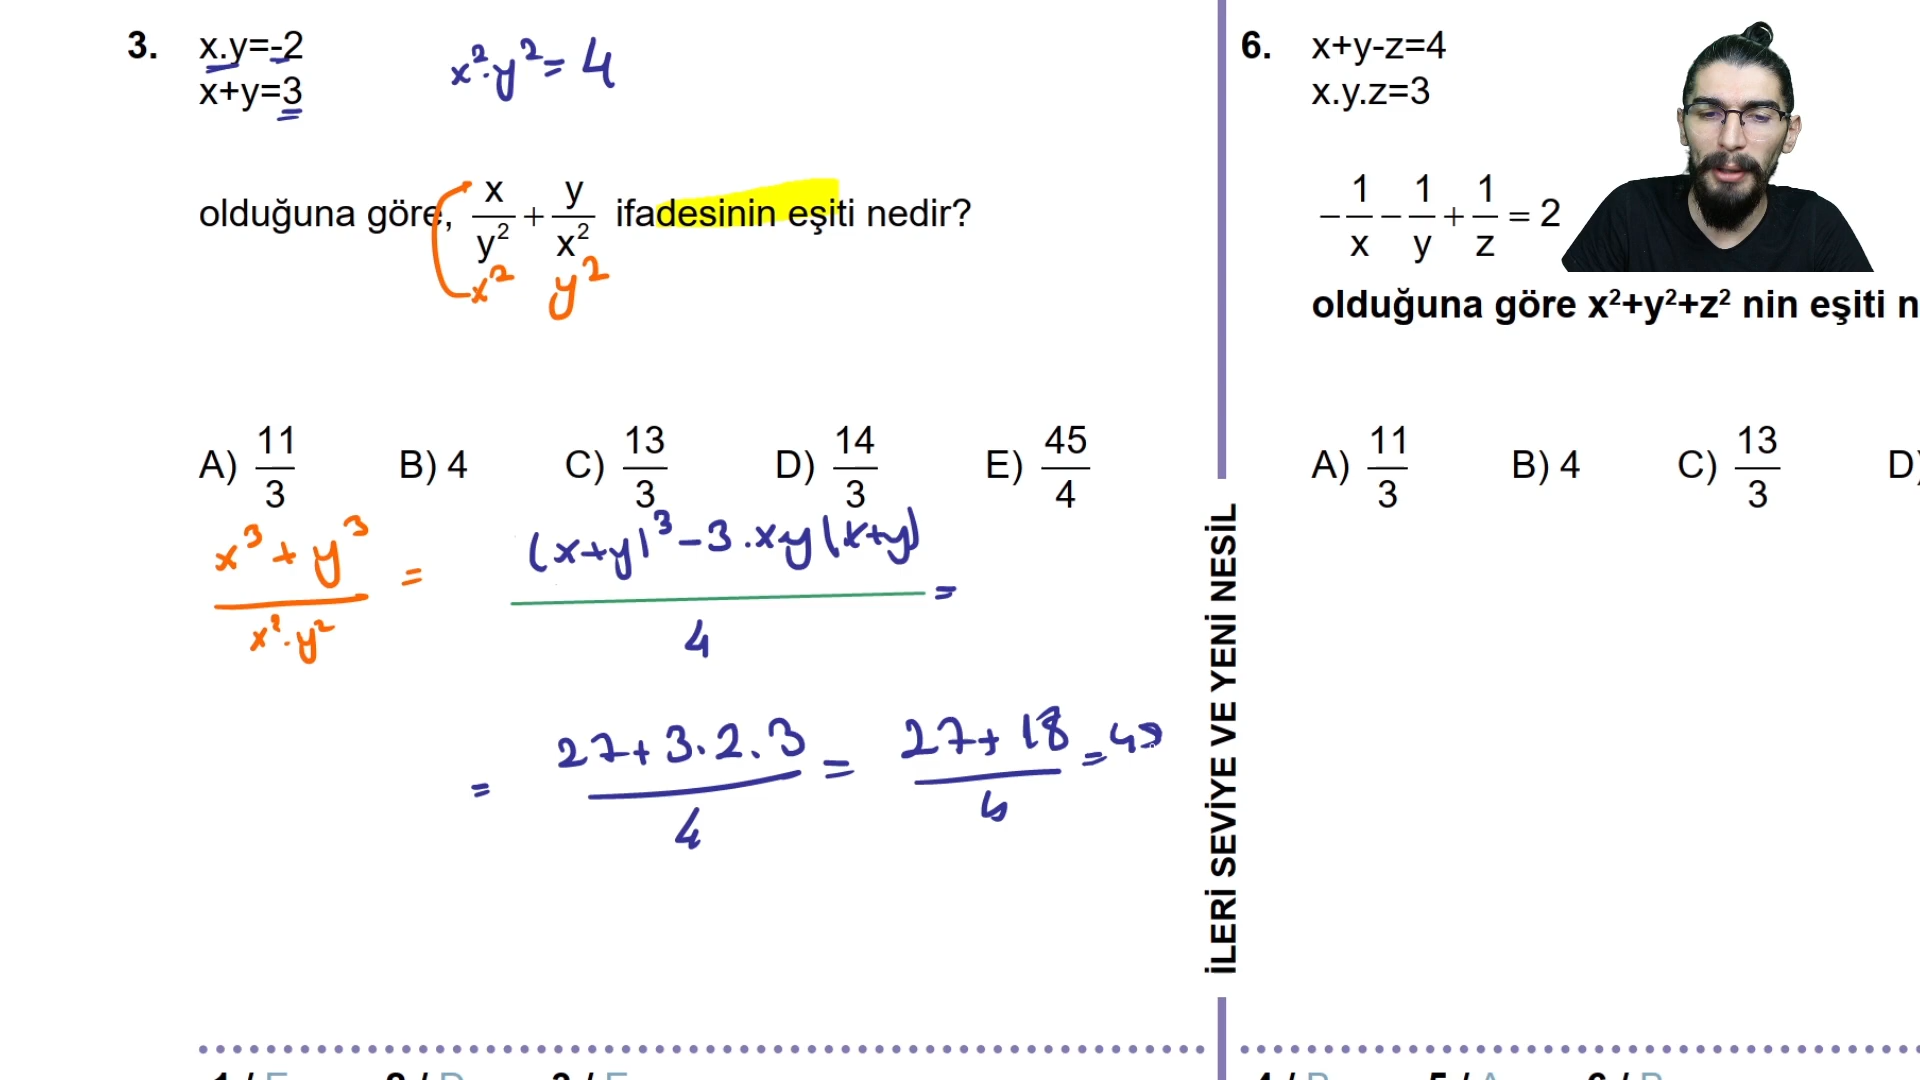 3. x.y=-2
x+y=3
x²·y²=4
olduğuna göre, x/y² + y/x² ifadesinin eşiti nedir?
x² y²
A) 11/3 B) 4 C) 13/3 D) 14/3 E) 45/4
(x³+y³)/(x²·y²) = ((x+y)³-3.xy(x+y))/4 =
= (27+3.2.3)/4 = (27+18)/4 = 45
İLERİ SEVİYE VE YENİ NESİL
6. x+y-z=4
x.y.z=3
-1/x - 1/y + 1/z = 2
olduğuna göre x²+y²+z² nin eşiti
A) 11/3 B) 4 C) 13/3 D)